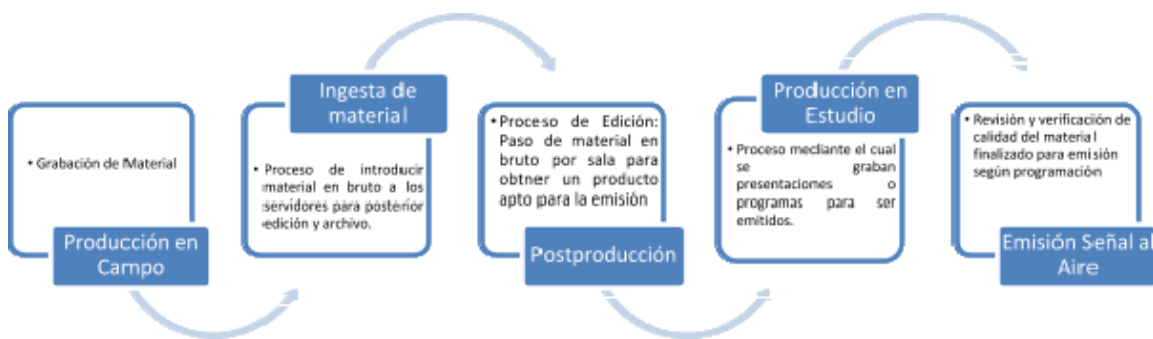 • Grabación de Material
Producción en
Campo
Ingesta de
material
• Proceso de introducir
material en bruto a los
servidores para posterior
edición y archivo.
• Proceso de Edición:
Paso de material en
bruto por sala para
obtner un producto
apto para la emisión
Postproducción
Producción en
Estudio
• Proceso mediante el cual
se graban
presentaciones o
programas para ser
emitidos.
• Revisión y verificación de
calidad del material
finalizado para emisión
según programación
Emisión Señal al
Aire